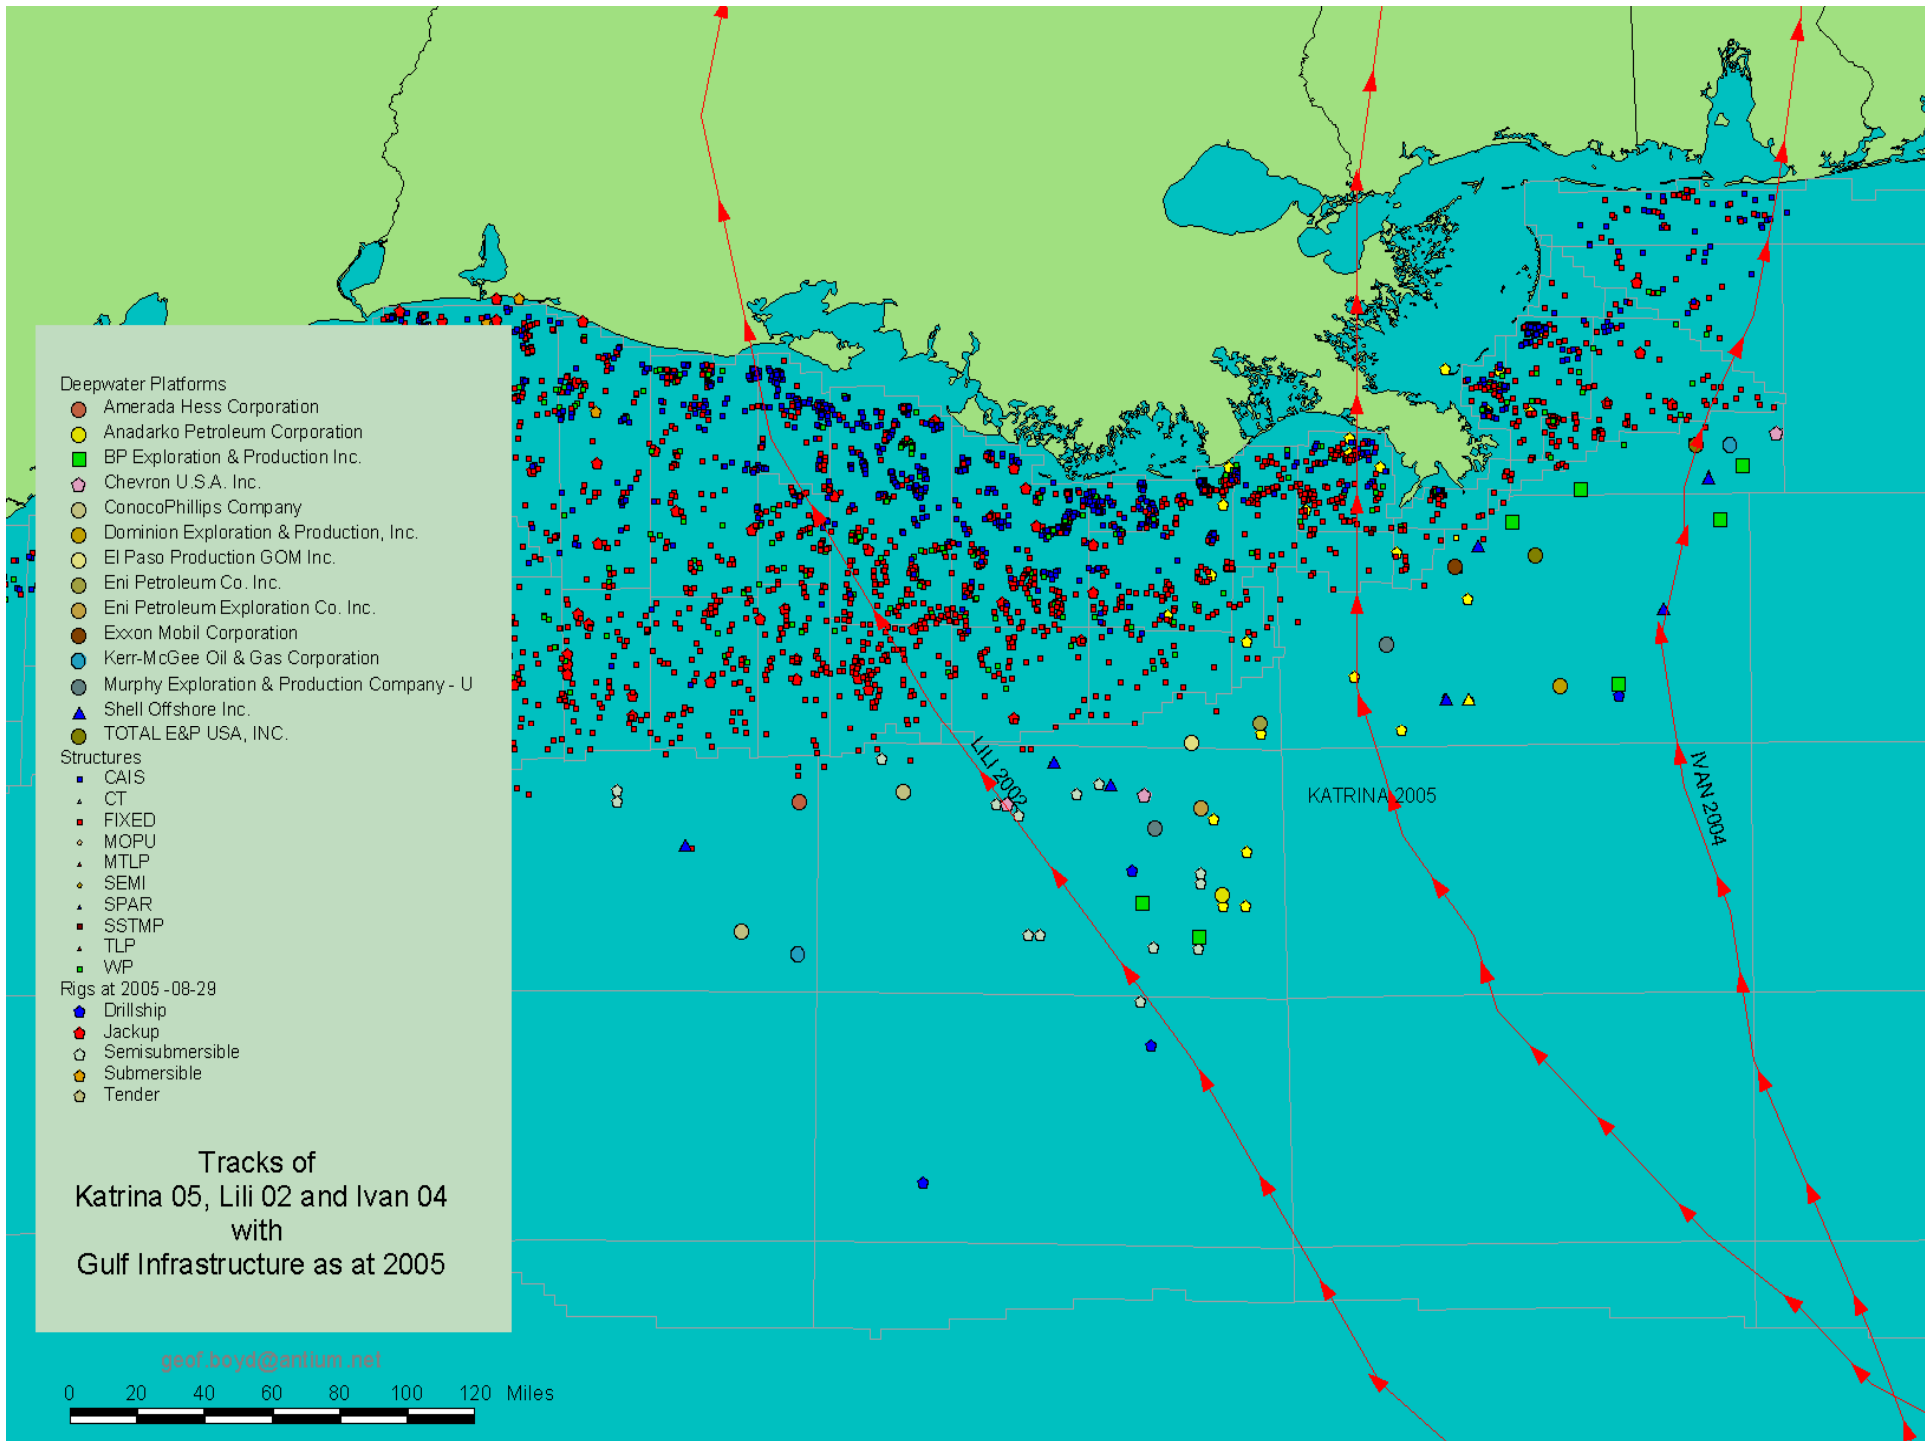 Deepwater Platforms
Amerada Hess Corporation
Anadarko Petroleum Corporation
BP Exploration & Production Inc.
Chevron U.S.A. Inc.
ConocoPhillips Company
Dominion Exploration & Production, Inc.
El Paso Production GOM Inc.
Eni Petroleum Co. Inc.
Eni Petroleum Exploration Co. Inc.
Exxon Mobil Corporation
Kerr-McGee Oil & Gas Corporation
Murphy Exploration & Production Company - U
Shell Offshore Inc.
TOTAL E&P USA, INC.
Structures
CAIS
CT
FIXED
MOPU
MTLP
SEMI
SPAR
SSTMP
TLP
WP
Rigs at 2005 -08-29
Drillship
Jackup
Semisubmersible
Submersible
Tender
Tracks of
Katrina 05, Lili 02 and Ivan 04
with
Gulf Infrastructure as at 2005
geof.boyd@antium.net
0 20 40 60 80 100 120 Miles
LILI 2002
KATRINA 2005
IVAN 2004